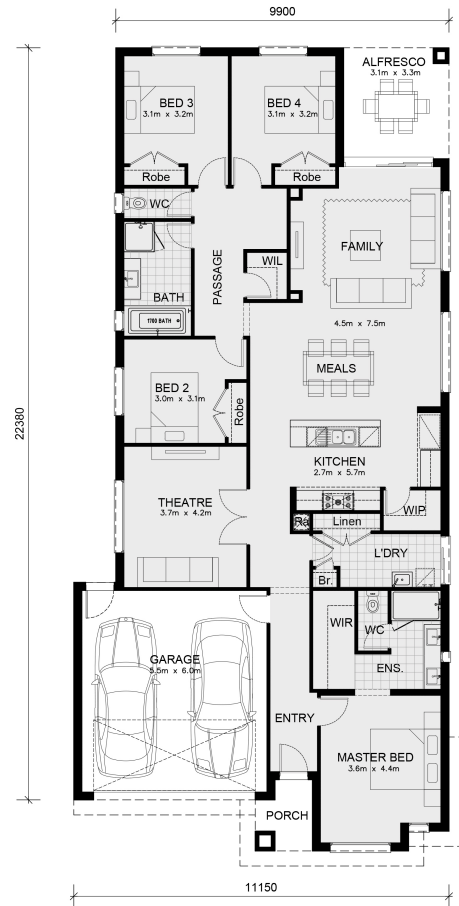 9900
ALFRESCO
3.1m x 3.3m
BED 3
3.1m x 3.2m
BED 4
3.1m x 3.2m
Robe
Robe
WC
FAMILY
WIL
PASSAGE
BATH
1700 BATH
4.5m x 7.5m
MEALS
BED 2
3.0m x 3.1m
Robe
22380
KITCHEN
2.7m x 5.7m
THEATRE
3.7m x 4.2m
WIP
Ra
Linen
L'DRY
Br.
WIR
WC
GARAGE
5.5m x 6.0m
ENS.
ENTRY
MASTER BED
3.6m x 4.4m
PORCH
11150